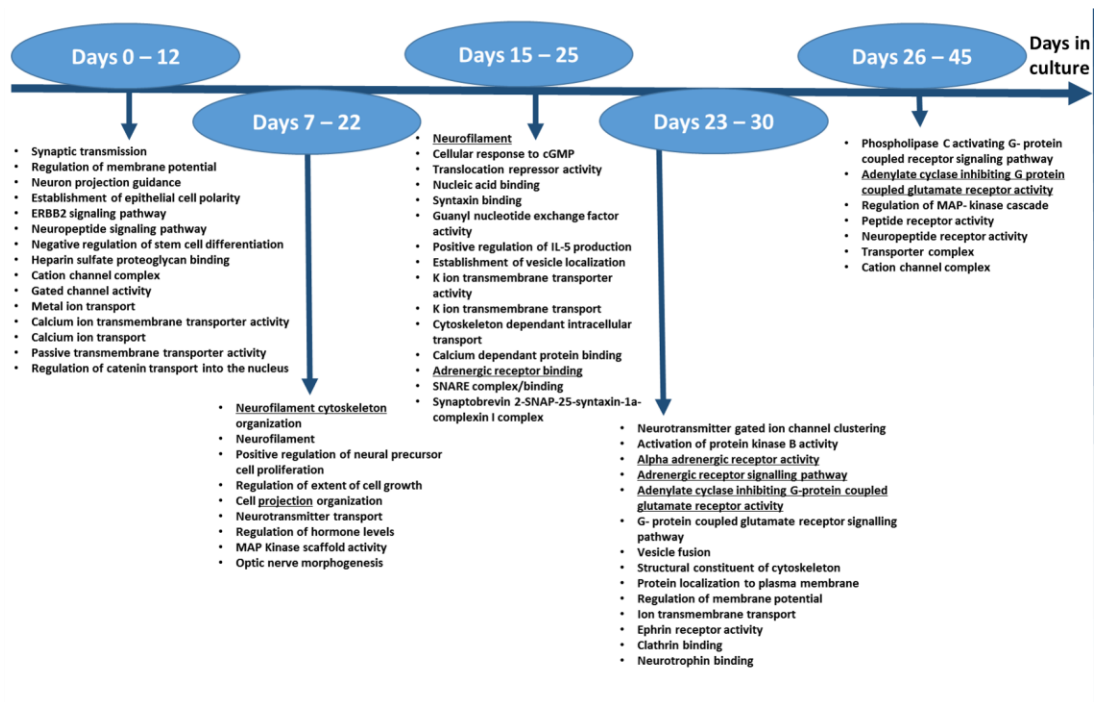 Days 0 – 12
Days 7 – 22
Days 15 – 25
Days 23 – 30
Days 26 – 45
Days in
culture
• Synaptic transmission
• Regulation of membrane potential
• Neuron projection guidance
• Establishment of epithelial cell polarity
• ERBB2 signaling pathway
• Neuropeptide signaling pathway
• Negative regulation of stem cell differentiation
• Heparin sulfate proteoglycan binding
• Cation channel complex
• Gated channel activity
• Metal ion transport
• Calcium ion transmembrane transporter activity
• Calcium ion transport
• Passive transmembrane transporter activity
• Regulation of catenin transport into the nucleus
• Neurofilament cytoskeleton
organization
• Neurofilament
• Positive regulation of neural precursor
cell proliferation
• Regulation of extent of cell growth
• Cell projection organization
• Neurotransmitter transport
• Regulation of hormone levels
• MAP Kinase scaffold activity
• Optic nerve morphogenesis
• Neurofilament
• Cellular response to cGMP
• Translocation repressor activity
• Nucleic acid binding
• Syntaxin binding
• Guanyl nucleotide exchange factor
activity
• Positive regulation of IL-5 production
• Establishment of vesicle localization
• K ion transmembrane transporter
activity
• K ion transmembrane transport
• Cytoskeleton dependant intracellular
transport
• Calcium dependant protein binding
• Adrenergic receptor binding
• SNARE complex/binding
• Synaptobrevin 2-SNAP-25-syntaxin-1a-
complexin I complex
• Neurotransmitter gated ion channel clustering
• Activation of protein kinase B activity
• Alpha adrenergic receptor activity
• Adrenergic receptor signalling pathway
• Adenylate cyclase inhibiting G-protein coupled
glutamate receptor activity
• G- protein coupled glutamate receptor signalling
pathway
• Vesicle fusion
• Structural constituent of cytoskeleton
• Protein localization to plasma membrane
• Regulation of membrane potential
• Ion transmembrane transport
• Ephrin receptor activity
• Clathrin binding
• Neurotrophin binding
• Phospholipase C activating G- protein
coupled receptor signaling pathway
• Adenylate cyclase inhibiting G protein
coupled glutamate receptor activity
• Regulation of MAP- kinase cascade
• Peptide receptor activity
• Neuropeptide receptor activity
• Transporter complex
• Cation channel complex